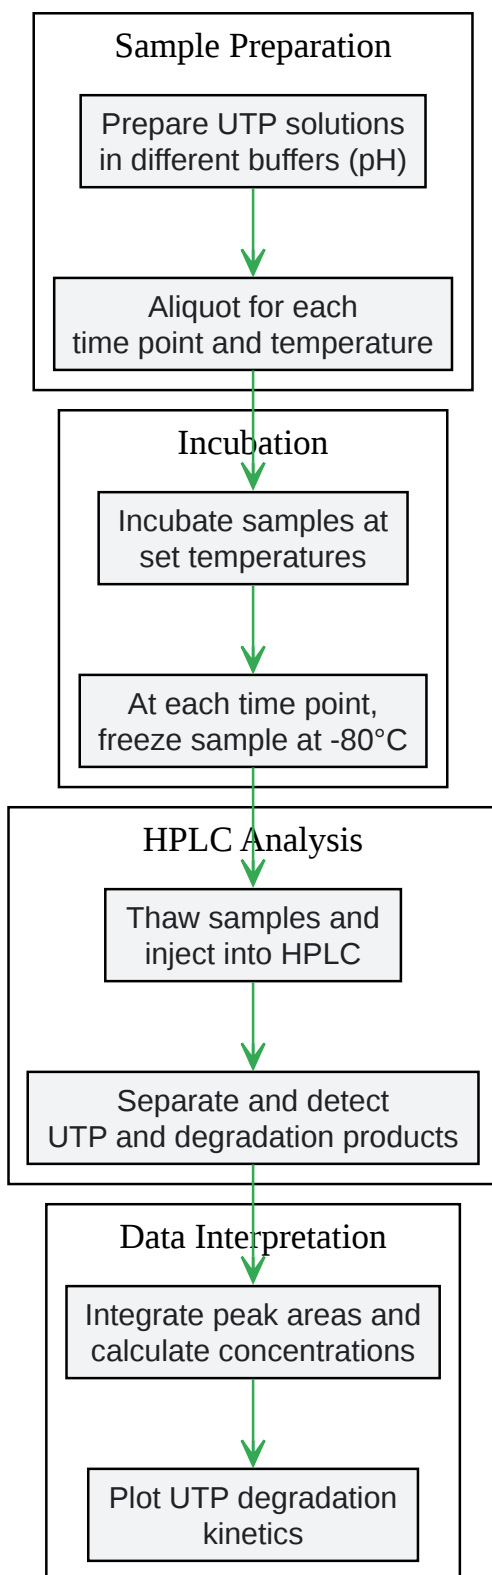 Sample Preparation
Prepare UTP solutions
in different buffers (pH)
Aliquot for each
time point and temperature
Incubation
Incubate samples at
set temperatures
At each time point,
freeze sample at -80°C
HPLC Analysis
Thaw samples and
inject into HPLC
Separate and detect
UTP and degradation products
Data Interpretation
Integrate peak areas and
calculate concentrations
Plot UTP degradation
kinetics